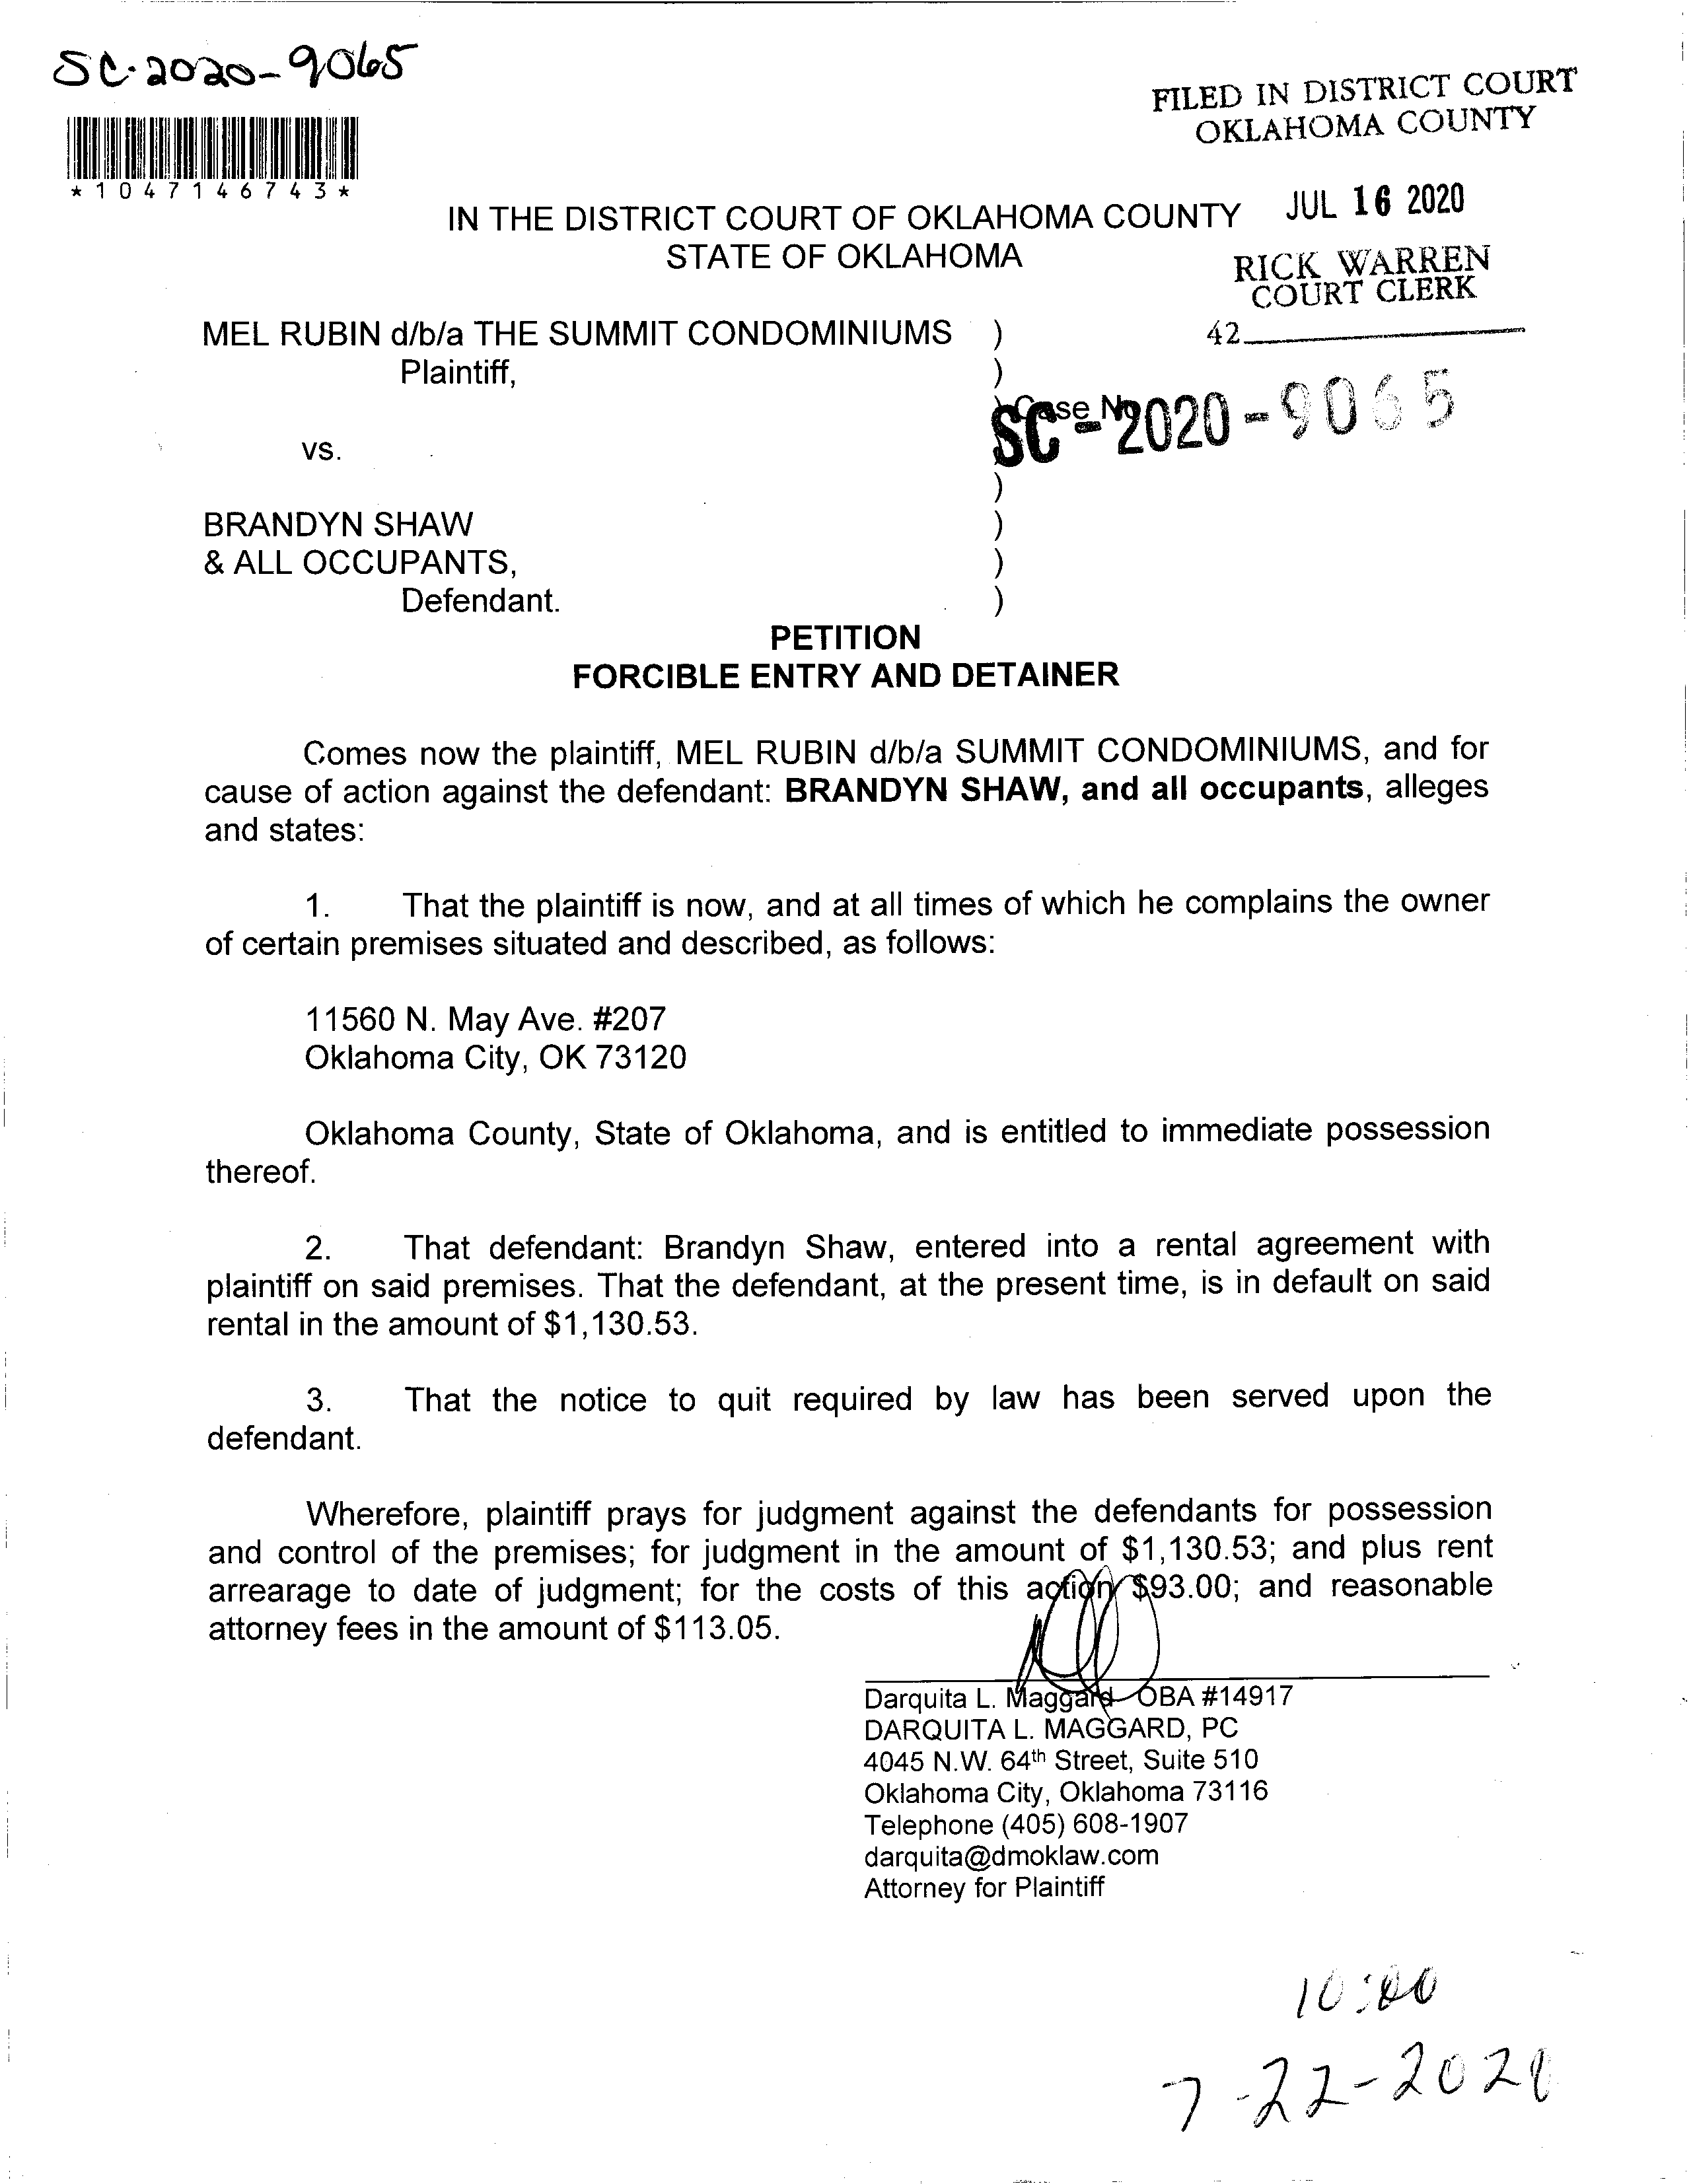 SC-2020-9065
*1047146743*
FILED IN DISTRICT COURT
OKLAHOMA COUNTY
JUL 16 2020
RICK WARREN
COURT CLERK
42
IN THE DISTRICT COURT OF OKLAHOMA COUNTY
STATE OF OKLAHOMA
MEL RUBIN d/b/a THE SUMMIT CONDOMINIUMS )
Plaintiff, )
) Case No.
SC-2020-9065
vs.
)
BRANDYN SHAW )
& ALL OCCUPANTS, )
Defendant. )
PETITION
FORCIBLE ENTRY AND DETAINER
Comes now the plaintiff, MEL RUBIN d/b/a SUMMIT CONDOMINIUMS, and for
cause of action against the defendant: BRANDYN SHAW, and all occupants, alleges
and states:
1. That the plaintiff is now, and at all times of which he complains the owner
of certain premises situated and described, as follows:
11560 N. May Ave. #207
Oklahoma City, OK 73120
Oklahoma County, State of Oklahoma, and is entitled to immediate possession
thereof.
2. That defendant: Brandyn Shaw, entered into a rental agreement with
plaintiff on said premises. That the defendant, at the present time, is in default on said
rental in the amount of $1,130.53.
3. That the notice to quit required by law has been served upon the
defendant.
Wherefore, plaintiff prays for judgment against the defendants for possession
and control of the premises; for judgment in the amount of $1,130.53; and plus rent
arrearage to date of judgment; for the costs of this action $93.00; and reasonable
attorney fees in the amount of $113.05.
Darquita L. Maggard OBA #14917
DARQUITA L. MAGGARD, PC
4045 N.W. 64th Street, Suite 510
Oklahoma City, Oklahoma 73116
Telephone (405) 608-1907
darquita@dmoklaw.com
Attorney for Plaintiff
10:00
7-22-2020